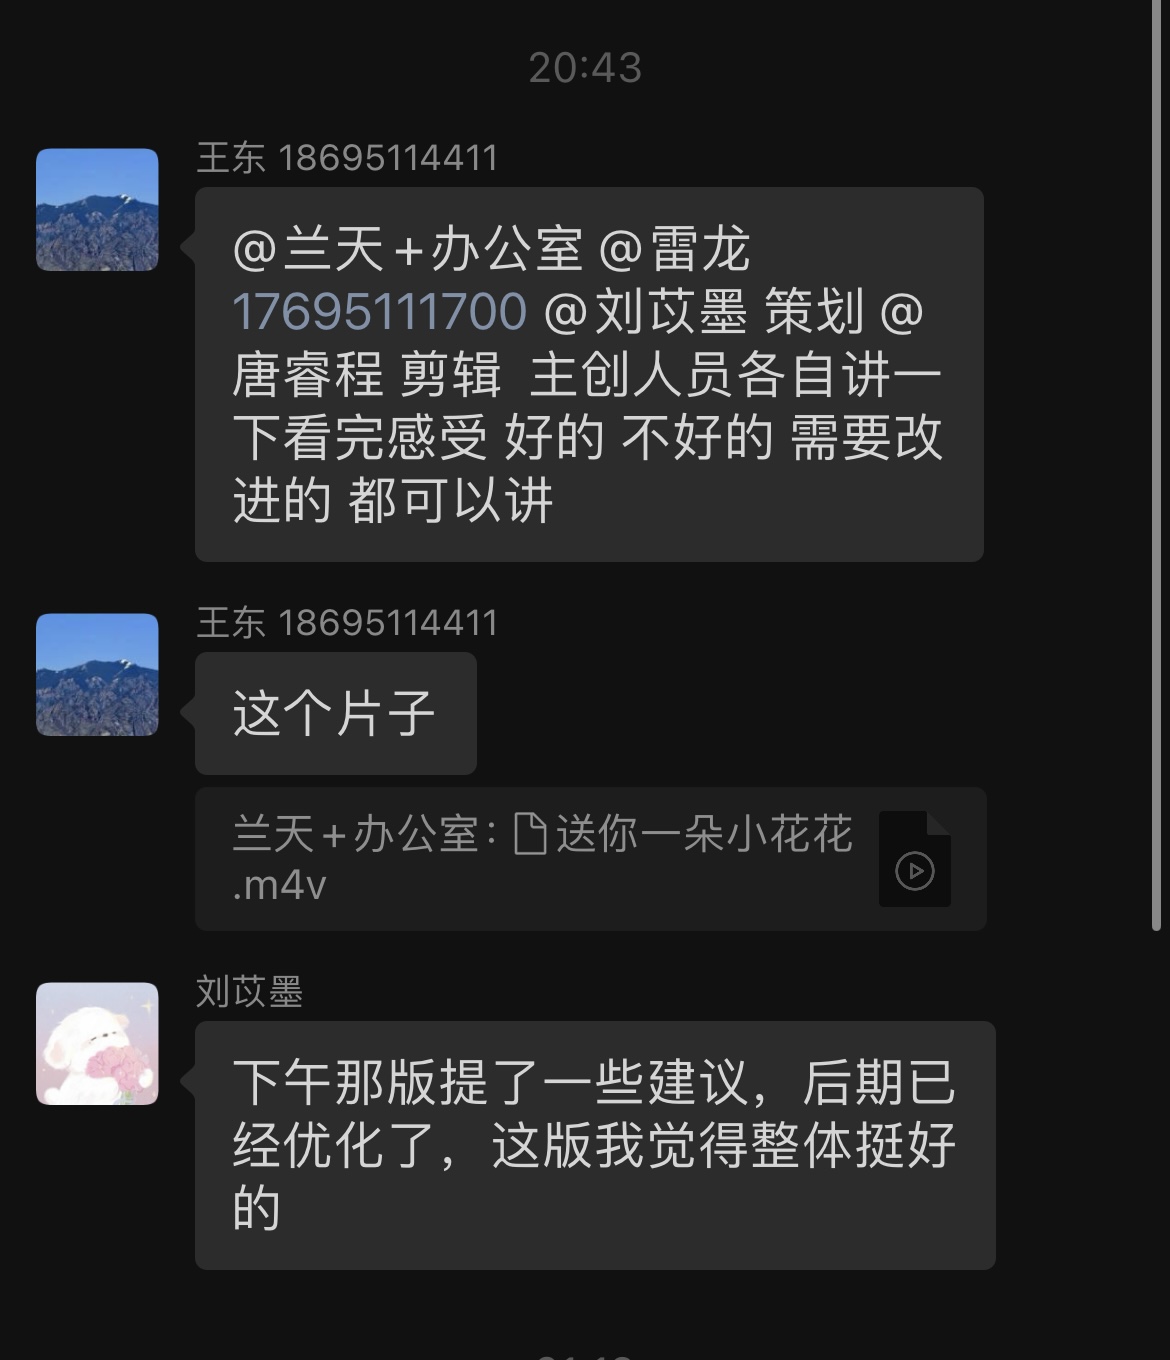 20:43
王东 18695114411
@兰天+办公室 @雷龙
17695111700 @刘苡墨 策划 @
唐睿程 剪辑  主创人员各自讲一
下看完感受 好的 不好的 需要改
进的 都可以讲
王东 18695114411
这个片子
兰天+办公室：送你一朵小花花
.m4v
刘苡墨
下午那版提了一些建议，后期已
经优化了，这版我觉得整体挺好
的